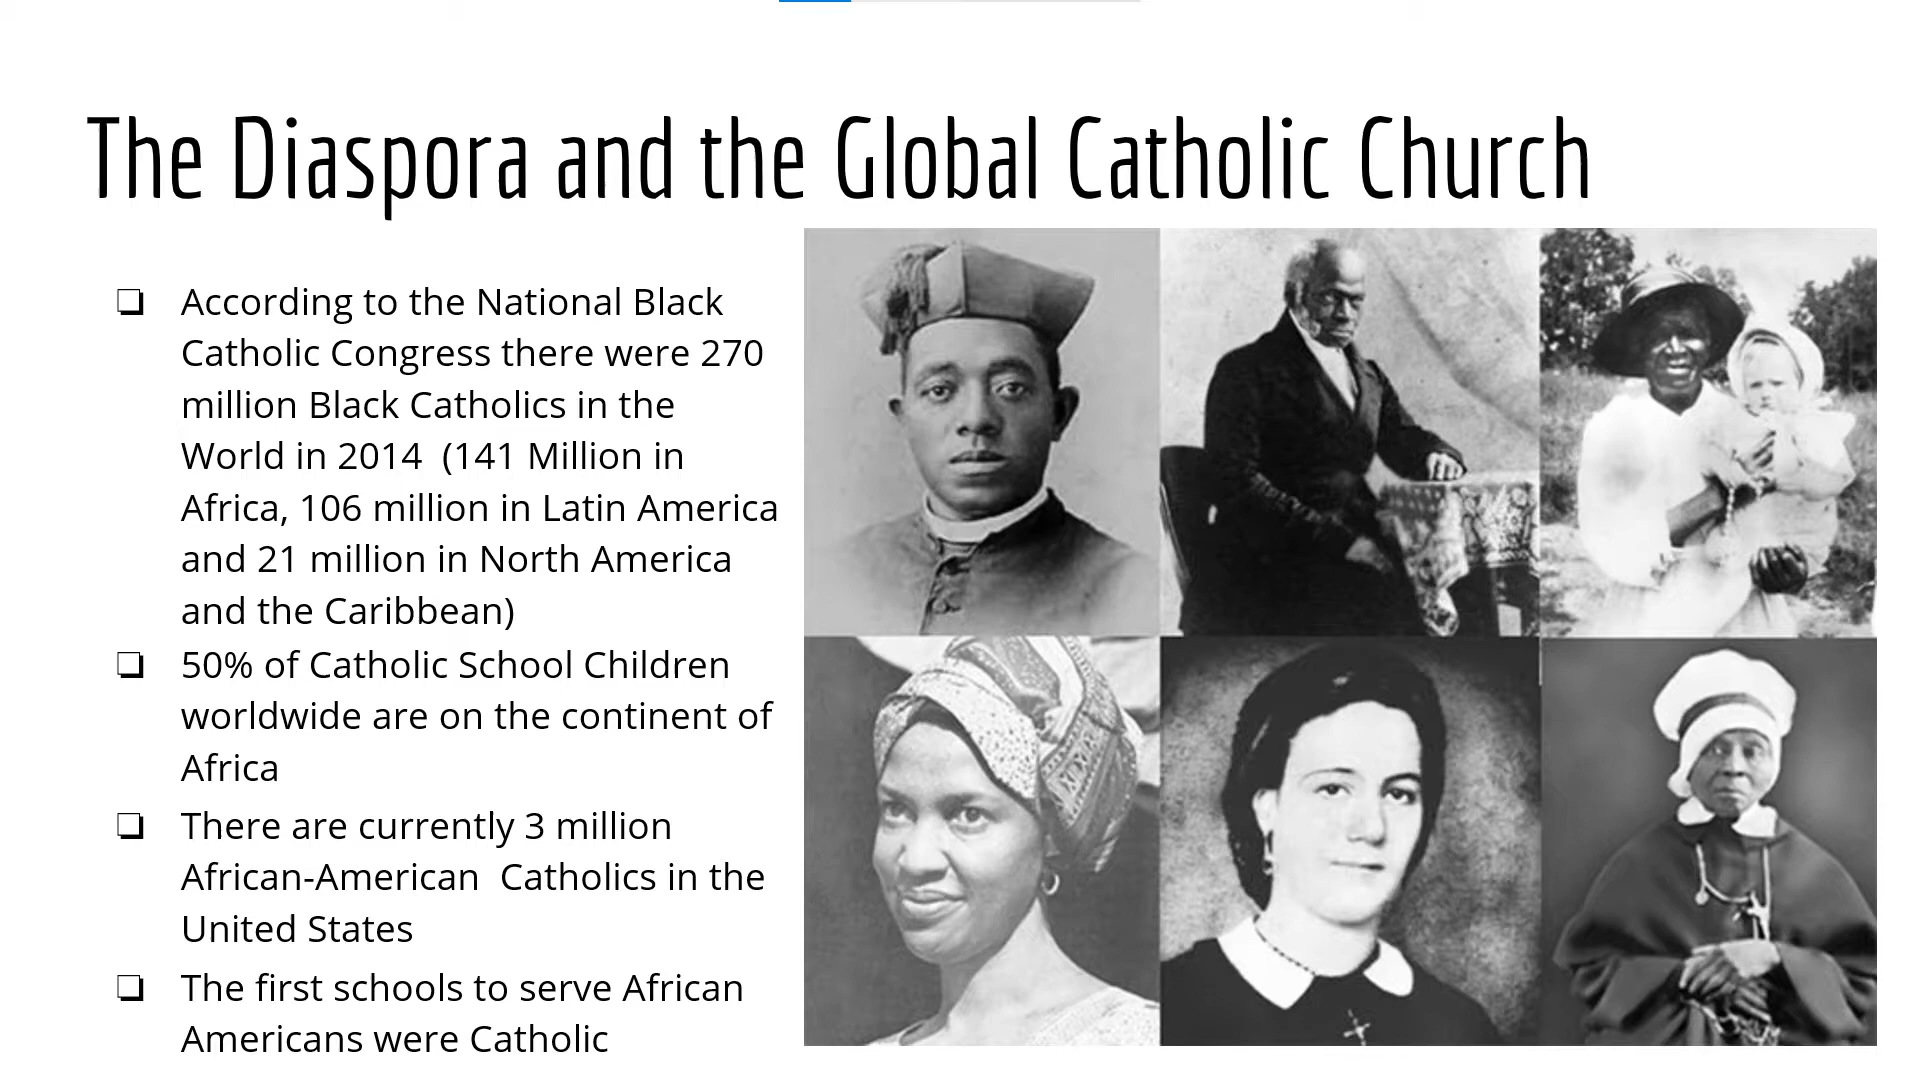 The Diaspora and the Global Catholic Church
❏ According to the National Black
Catholic Congress there were 270
million Black Catholics in the
World in 2014  (141 Million in
Africa, 106 million in Latin America
and 21 million in North America
and the Caribbean)
❏ 50% of Catholic School Children
worldwide are on the continent of
Africa
❏ There are currently 3 million
African-American  Catholics in the
United States
❏ The first schools to serve African
Americans were Catholic